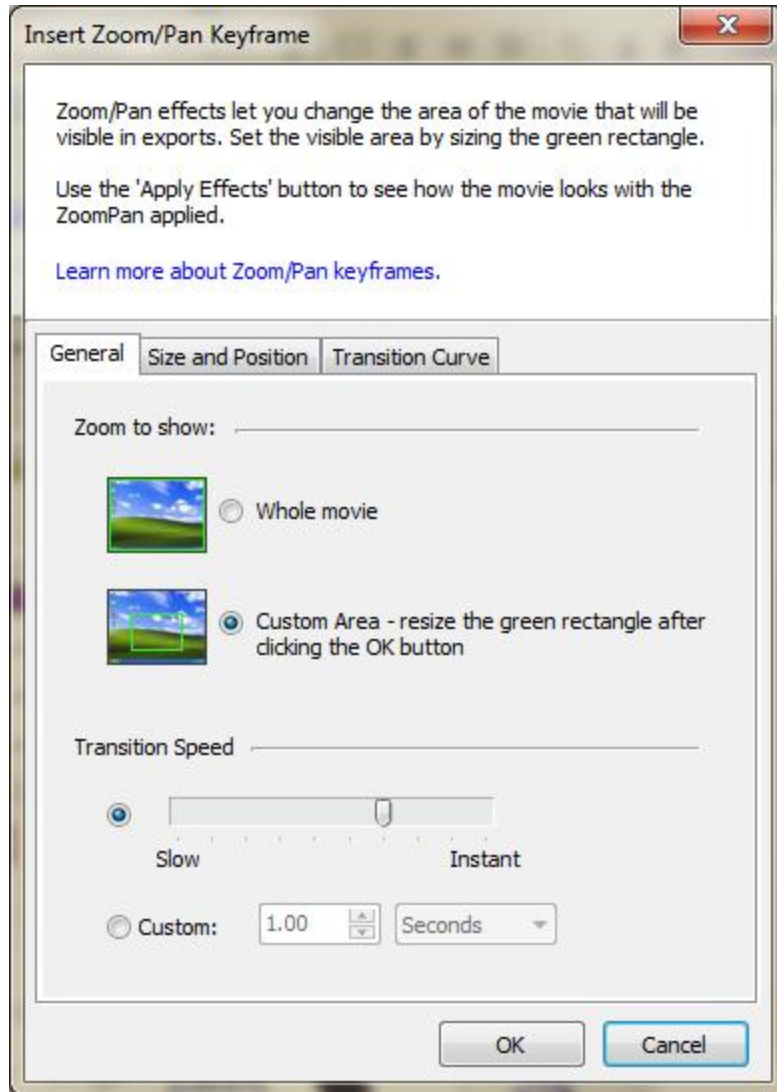 Insert Zoom/Pan Keyframe
Zoom/Pan effects let you change the area of the movie that will be
visible in exports. Set the visible area by sizing the green rectangle.
Use the 'Apply Effects' button to see how the movie looks with the
ZoomPan applied.
Learn more about Zoom/Pan keyframes.
General Size and Position Transition Curve
Zoom to show:
Whole movie
Custom Area - resize the green rectangle after
clicking the OK button
Transition Speed
Slow Instant
Custom: 1.00 Seconds
OK Cancel